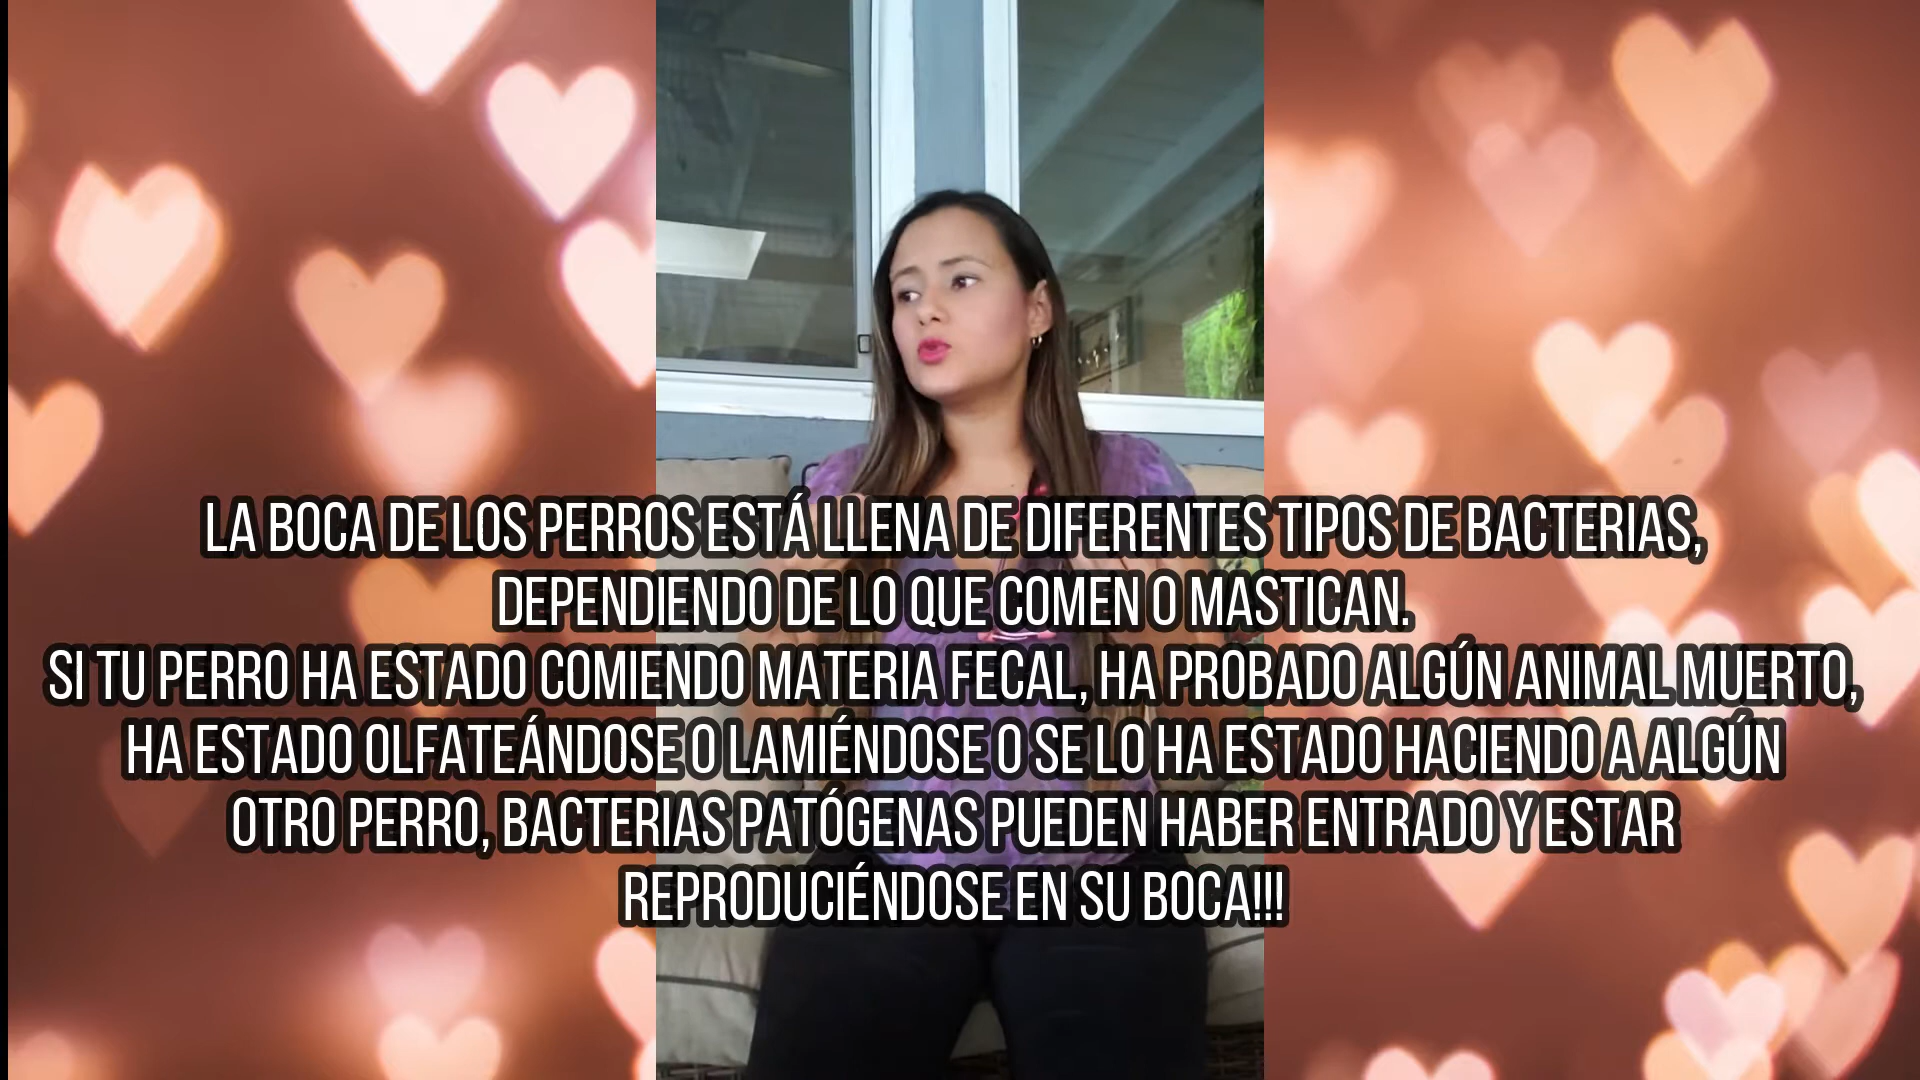 LA BOCA DE LOS PERROS ESTÁ LLENA DE DIFERENTES TIPOS DE BACTERIAS,
DEPENDIENDO DE LO QUE COMEN O MASTICAN.
SI TU PERRO HA ESTADO COMIENDO MATERIA FECAL, HA PROBADO ALGÚN ANIMAL MUERTO,
HA ESTADO OLFATEÁNDOSE O LAMIÉNDOSE O SE LO HA ESTADO HACIENDO A ALGÚN
OTRO PERRO, BACTERIAS PATÓGENAS PUEDEN HABER ENTRADO Y ESTAR
REPRODUCIÉNDOSE EN SU BOCA!!!